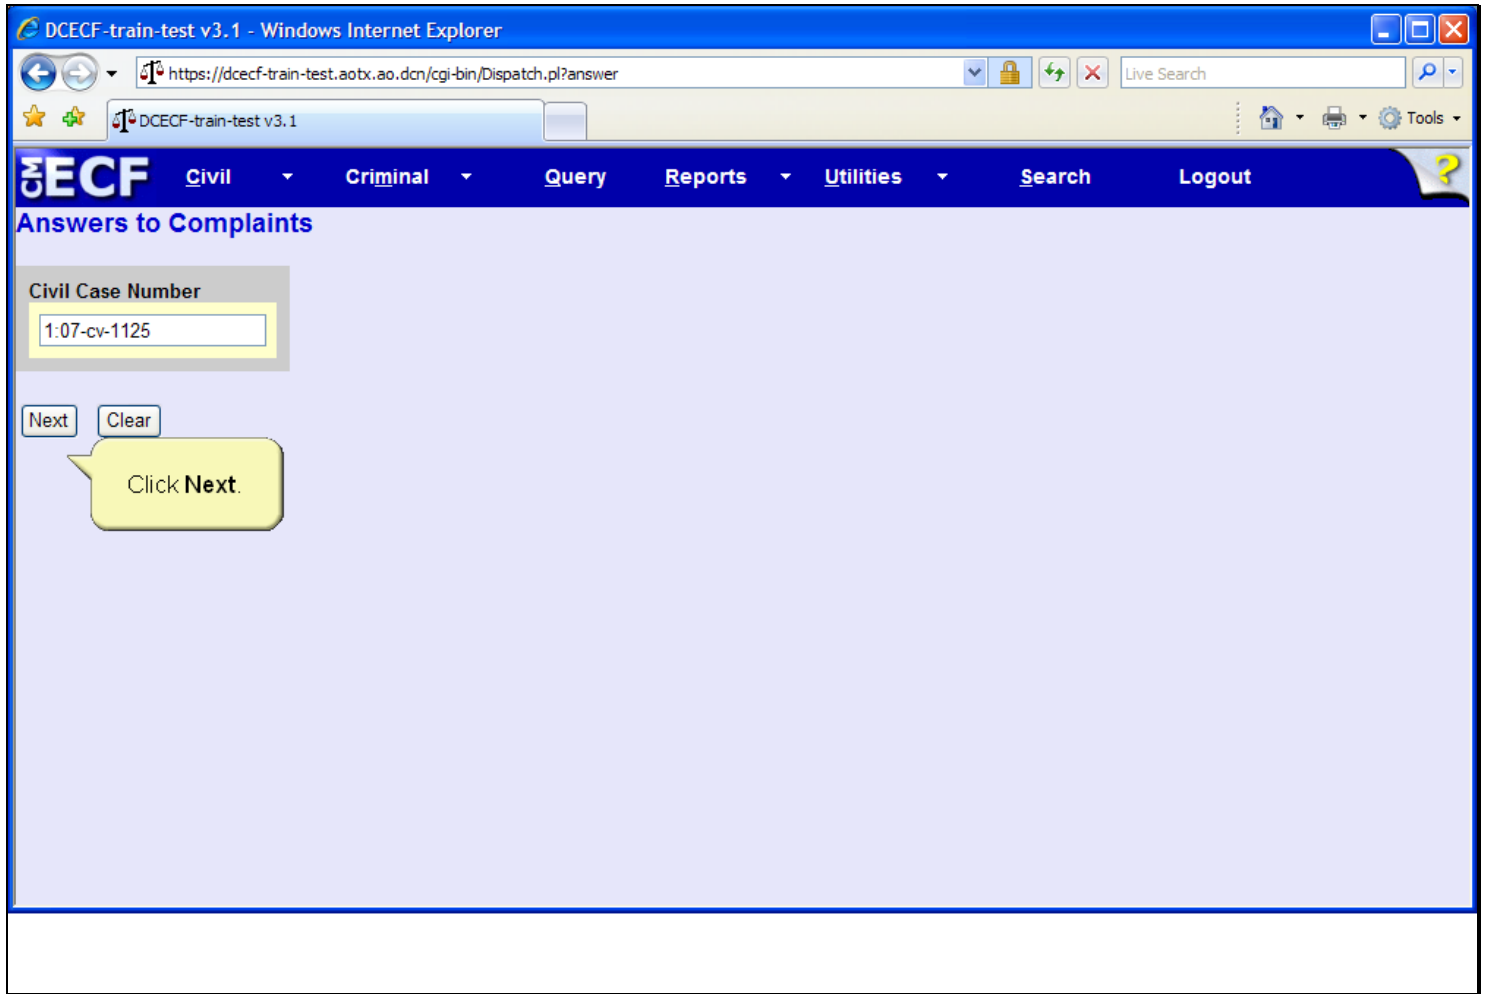 DCECF-train-test v3.1 - Windows Internet Explorer
https://dcecf-train-test.aotx.ao.dcn/cgi-bin/Dispatch.pl?answer
Live Search
DCECF-train-test v3.1
Tools
CM ECF Civil Criminal Query Reports Utilities Search Logout ?
Answers to Complaints
Civil Case Number
1:07-cv-1125
Next Clear
Click Next.